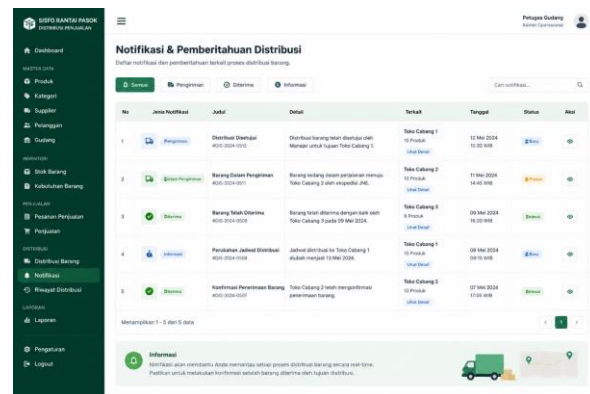 SISFO RANTAI PASOK
DISTRIBUSI PENJUALAN
Petugas Gudang
Admin Operasional
Dashboard
MASTER DATA
Produk
Kategori
Supplier
Pelanggan
Gudang
INVENTORI
Stok Barang
Kebutuhan Barang
PENJUALAN
Pesanan Penjualan
Penjualan
DISTRIBUSI
Distribusi Barang
Notifikasi
Riwayat Distribusi
LAPORAN
Laporan
Pengaturan
Logout
Notifikasi & Pemberitahuan Distribusi
Daftar notifikasi dan pemberitahuan terkait proses distribusi barang.
Semua Pengiriman Diterima Informasi
Cari notifikasi...
No Jenis Notifikasi Judul Detail Terkait Tanggal Status Aksi
1 Pengiriman Distribusi Disetujui Distribusi barang telah disetujui oleh Manajer untuk tujuan Toko Cabang 1. Toko Cabang 1 15 Produk Lihat Detail 12 Mei 2024 10:30 WIB Baru
2 Dalam Pengiriman Barang Dalam Pengiriman Barang sedang dalam perjalanan menuju Toko Cabang 2 oleh ekspedisi JNE. Toko Cabang 2 Lihat Detail 11 Mei 2024 14:45 WIB Proses
3 Diterima Barang Telah Diterima Barang telah diterima dengan baik oleh Toko Cabang 3 pada 09 Mei 2024. Toko Cabang 3 8 Produk Lihat Detail 09 Mei 2024 16:20 WIB Selesai
4 Informasi Perubahan Jadwal Distribusi Jadwal distribusi ke Toko Cabang 1 diubah menjadi 13 Mei 2024. Toko Cabang 1 Lihat Detail 08 Mei 2024 09:15 WIB Baru
5 Diterima Konfirmasi Penerimaan Barang Toko Cabang 2 telah mengonfirmasi penerimaan barang. Toko Cabang 2 Lihat Detail 07 Mei 2024 17:05 WIB Selesai
Menampilkan 1 - 5 dari 5 data
1
Informasi
Notifikasi akan membantu Anda memantau setiap proses distribusi barang secara real-time.
Pastikan untuk melakukan konfirmasi setelah barang diterima oleh tujuan distribusi.